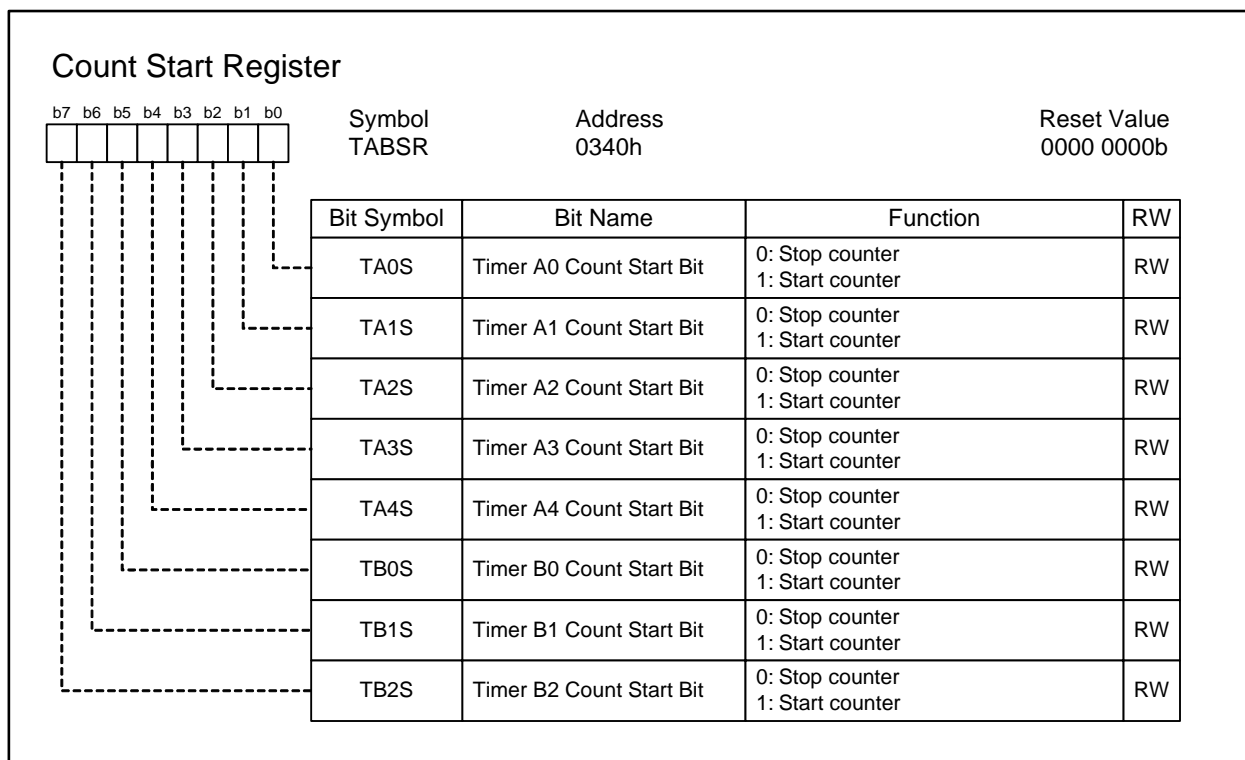 Count Start Register
b7 b6 b5 b4 b3 b2 b1 b0
Symbol Address Reset Value
TABSR 0340h 0000 0000b
Bit Symbol Bit Name Function RW
TA0S Timer A0 Count Start Bit 0: Stop counter
1: Start counter RW
TA1S Timer A1 Count Start Bit 0: Stop counter
1: Start counter RW
TA2S Timer A2 Count Start Bit 0: Stop counter
1: Start counter RW
TA3S Timer A3 Count Start Bit 0: Stop counter
1: Start counter RW
TA4S Timer A4 Count Start Bit 0: Stop counter
1: Start counter RW
TB0S Timer B0 Count Start Bit 0: Stop counter
1: Start counter RW
TB1S Timer B1 Count Start Bit 0: Stop counter
1: Start counter RW
TB2S Timer B2 Count Start Bit 0: Stop counter
1: Start counter RW